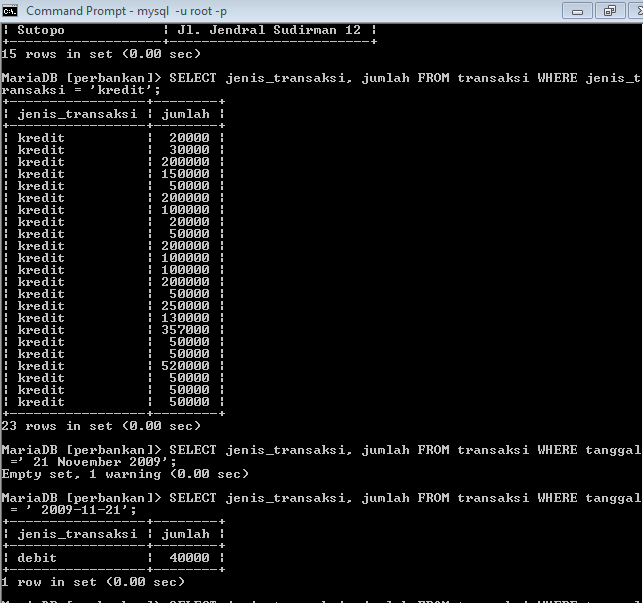 Command Prompt - mysql -u root -p
| Sutopo | Jl. Jendral Sudirman 12 |
+--------------------+-------------------------+
15 rows in set (0.00 sec)
MariaDB [perbankan]> SELECT jenis_transaksi, jumlah FROM transaksi WHERE jenis_t
ransaksi = 'kredit';
+-----------------+--------+
| jenis_transaksi | jumlah |
+-----------------+--------+
| kredit | 20000 |
| kredit | 30000 |
| kredit | 200000 |
| kredit | 150000 |
| kredit | 50000 |
| kredit | 200000 |
| kredit | 100000 |
| kredit | 20000 |
| kredit | 50000 |
| kredit | 200000 |
| kredit | 100000 |
| kredit | 100000 |
| kredit | 200000 |
| kredit | 50000 |
| kredit | 250000 |
| kredit | 130000 |
| kredit | 357000 |
| kredit | 50000 |
| kredit | 50000 |
| kredit | 520000 |
| kredit | 50000 |
| kredit | 50000 |
| kredit | 50000 |
+-----------------+--------+
23 rows in set (0.00 sec)
MariaDB [perbankan]> SELECT jenis_transaksi, jumlah FROM transaksi WHERE tanggal
=' 21 November 2009';
Empty set, 1 warning (0.00 sec)
MariaDB [perbankan]> SELECT jenis_transaksi, jumlah FROM transaksi WHERE tanggal
= ' 2009-11-21';
+-----------------+--------+
| jenis_transaksi | jumlah |
+-----------------+--------+
| debit | 40000 |
+-----------------+--------+
1 row in set (0.00 sec)